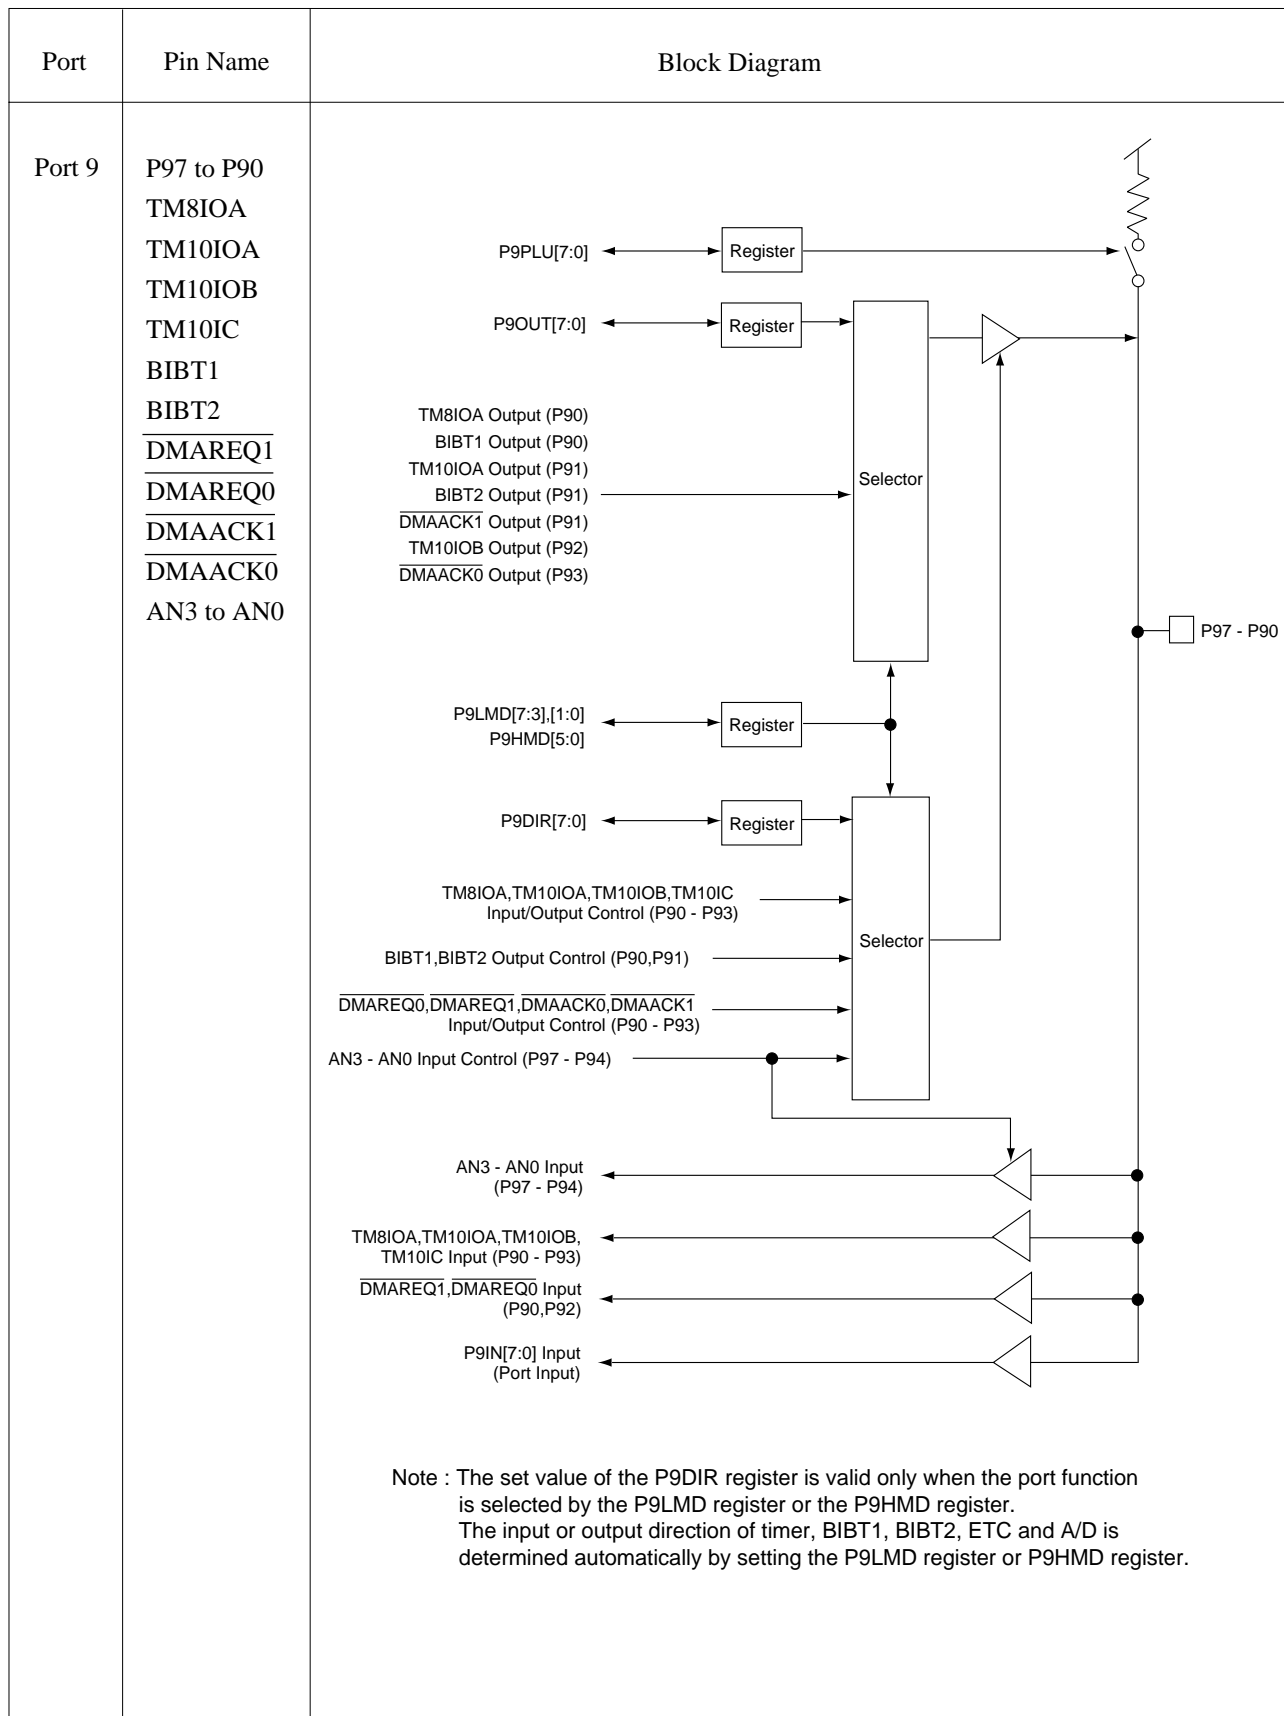 Port
Pin Name
Block Diagram
Port 9
P97 to P90
TM8IOA
TM10IOA
TM10IOB
TM10IC
BIBT1
BIBT2
DMAREQ1
DMAREQ0
DMAACK1
DMAACK0
AN3 to AN0
P9PLU[7:0]
Register
P9OUT[7:0]
Register
TM8IOA Output (P90)
BIBT1 Output (P90)
TM10IOA Output (P91)
BIBT2 Output (P91)
DMAACK1 Output (P91)
TM10IOB Output (P92)
DMAACK0 Output (P93)
Selector
P97 - P90
P9LMD[7:3],[1:0]
P9HMD[5:0]
Register
P9DIR[7:0]
Register
TM8IOA,TM10IOA,TM10IOB,TM10IC
Input/Output Control (P90 - P93)
BIBT1,BIBT2 Output Control (P90,P91)
DMAREQ0,DMAREQ1,DMAACK0,DMAACK1
Input/Output Control (P90 - P93)
AN3 - AN0 Input Control (P97 - P94)
Selector
AN3 - AN0 Input
(P97 - P94)
TM8IOA,TM10IOA,TM10IOB,
TM10IC Input (P90 - P93)
DMAREQ1,DMAREQ0 Input
(P90,P92)
P9IN[7:0] Input
(Port Input)
Note : The set value of the P9DIR register is valid only when the port function
is selected by the P9LMD register or the P9HMD register.
The input or output direction of timer, BIBT1, BIBT2, ETC and A/D is
determined automatically by setting the P9LMD register or P9HMD register.